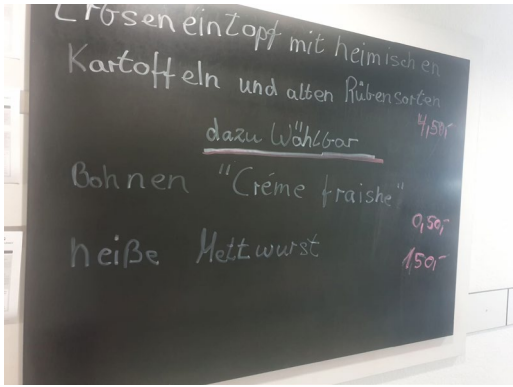 Erbseneintopf mit heimischen
Kartoffeln und alten Rübensorten
4,50,-
dazu Wählbar
Bohnen "Créme fraishe"
0,50,-
heiße Mettwurst
1,50,-